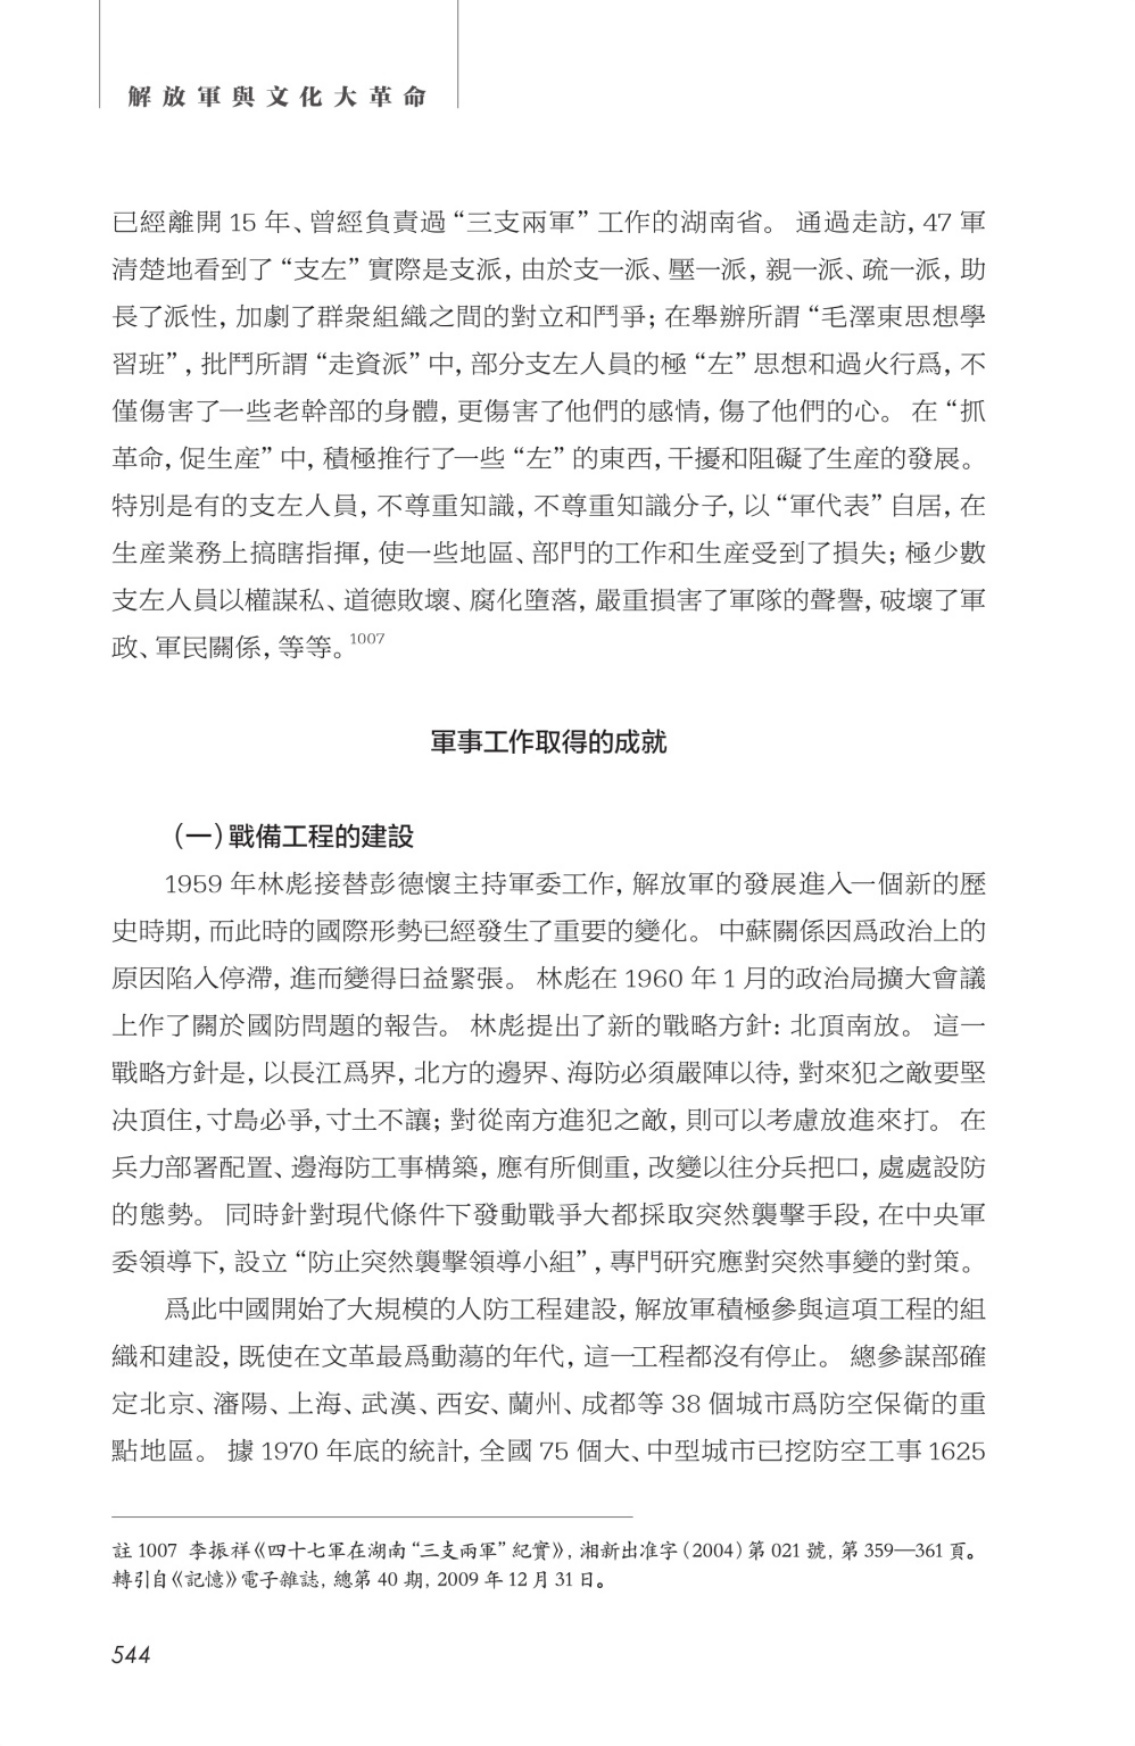 解放軍與文化大革命
已經離開 15 年、曾經負責過“三支兩軍”工作的湖南省。 通過走訪, 47 軍
清楚地看到了“支左”實際是支派, 由於支一派、壓一派, 親一派、疏一派, 助
長了派性, 加劇了群衆組織之間的對立和鬥爭; 在舉辦所謂“毛澤東思想學
習班”, 批鬥所謂“走資派”中, 部分支左人員的極“左”思想和過火行爲, 不
僅傷害了一些老幹部的身體, 更傷害了他們的感情, 傷了他們的心。 在“抓
革命, 促生産”中, 積極推行了一些“左”的東西, 干擾和阻礙了生産的發展。
特別是有的支左人員, 不尊重知識, 不尊重知識分子, 以“軍代表”自居, 在
生産業務上搞瞎指揮, 使一些地區、部門的工作和生産受到了損失; 極少數
支左人員以權謀私、道德敗壞、腐化墮落, 嚴重損害了軍隊的聲譽, 破壞了軍
政、軍民關係, 等等。1007
軍事工作取得的成就
(一)戰備工程的建設
1959 年林彪接替彭德懷主持軍委工作, 解放軍的發展進入一個新的歷
史時期, 而此時的國際形勢已經發生了重要的變化。 中蘇關係因爲政治上的
原因陷入停滯, 進而變得日益緊張。 林彪在 1960 年 1 月的政治局擴大會議
上作了關於國防問題的報告。 林彪提出了新的戰略方針: 北頂南放。 這一
戰略方針是, 以長江爲界, 北方的邊界、海防必須嚴陣以待, 對來犯之敵要堅
决頂住, 寸島必爭, 寸土不讓; 對從南方進犯之敵, 則可以考慮放進來打。 在
兵力部署配置、邊海防工事構築, 應有所側重, 改變以往分兵把口, 處處設防
的態勢。 同時針對現代條件下發動戰爭大都採取突然襲擊手段, 在中央軍
委領導下, 設立“防止突然襲擊領導小組”, 專門研究應對突然事變的對策。
爲此中國開始了大規模的人防工程建設, 解放軍積極參與這項工程的組
織和建設, 既使在文革最爲動蕩的年代, 這一工程都沒有停止。 總參謀部確
定北京、瀋陽、上海、武漢、西安、蘭州、成都等 38 個城市爲防空保衛的重
點地區。 據 1970 年底的統計, 全國 75 個大、中型城市已挖防空工事 1625
註 1007 李振祥《四十七軍在湖南“三支兩軍”紀實》, 湘新出准字 (2004) 第 021 號, 第 359—361 頁。
轉引自《記憶》電子雜誌, 總第 40 期, 2009 年 12 月 31 日。
544